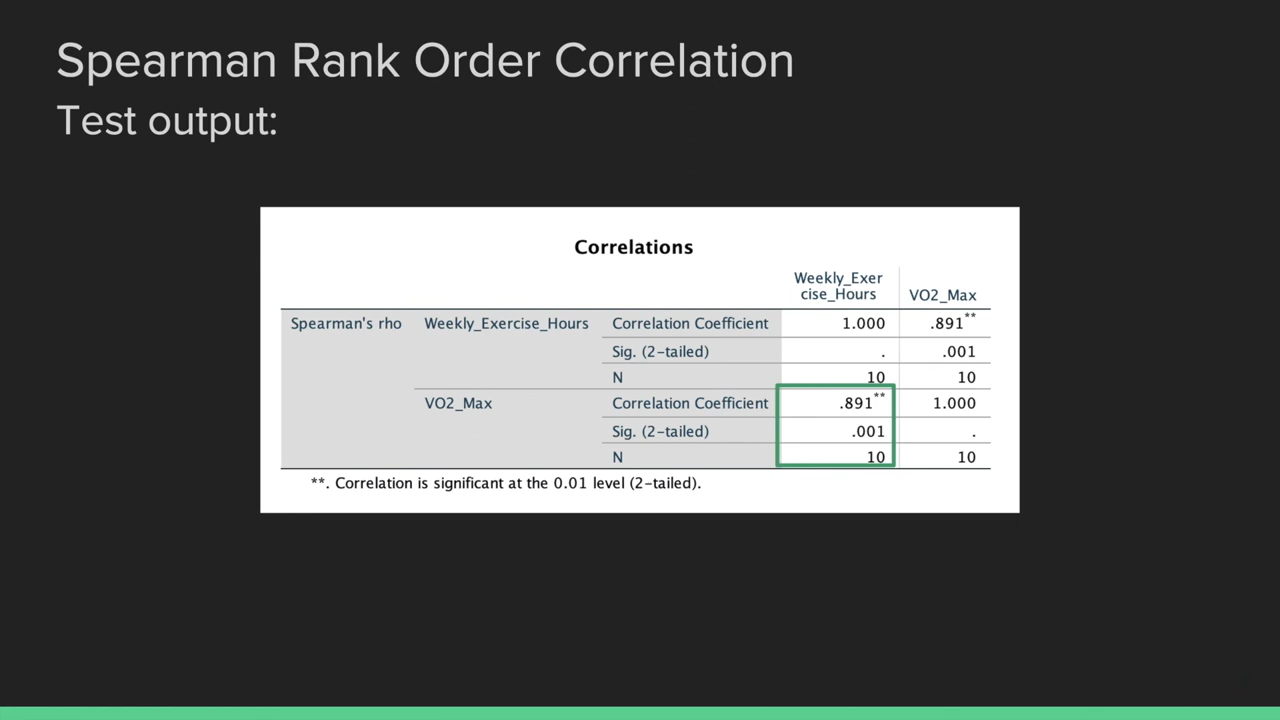 Spearman Rank Order Correlation
Test output:
Correlations
Weekly_Exer
cise_Hours VO2_Max
Spearman's rho Weekly_Exercise_Hours Correlation Coefficient 1.000 .891**
Sig. (2-tailed) . .001
N 10 10
VO2_Max Correlation Coefficient .891** 1.000
Sig. (2-tailed) .001 .
N 10 10
**. Correlation is significant at the 0.01 level (2-tailed).